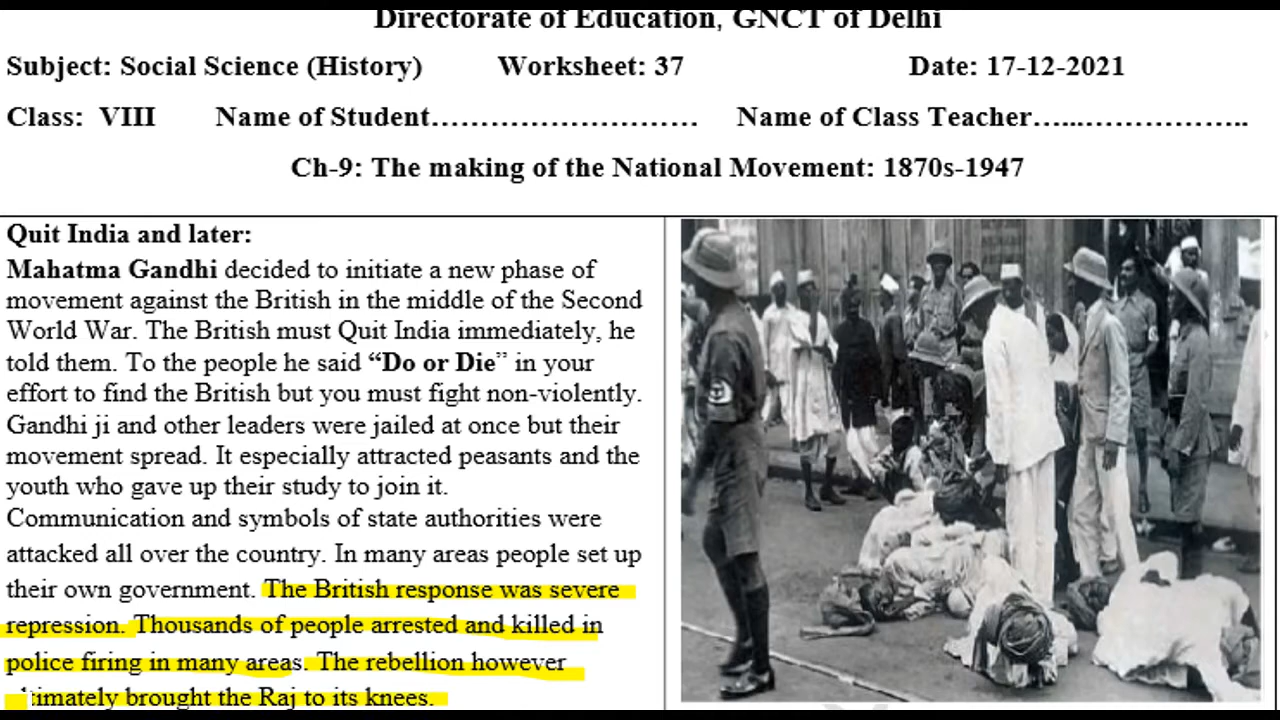 Directorate of Education, GNCT of Delhi
Subject: Social Science (History) Worksheet: 37 Date: 17-12-2021
Class: VIII Name of Student……………………… Name of Class Teacher…...……………..
Ch-9: The making of the National Movement: 1870s-1947
Quit India and later:
Mahatma Gandhi decided to initiate a new phase of
movement against the British in the middle of the Second
World War. The British must Quit India immediately, he
told them. To the people he said “Do or Die” in your
effort to find the British but you must fight non-violently.
Gandhi ji and other leaders were jailed at once but their
movement spread. It especially attracted peasants and the
youth who gave up their study to join it.
Communication and symbols of state authorities were
attacked all over the country. In many areas people set up
their own government. The British response was severe
repression. Thousands of people arrested and killed in
police firing in many areas. The rebellion however
ltimately brought the Raj to its knees.